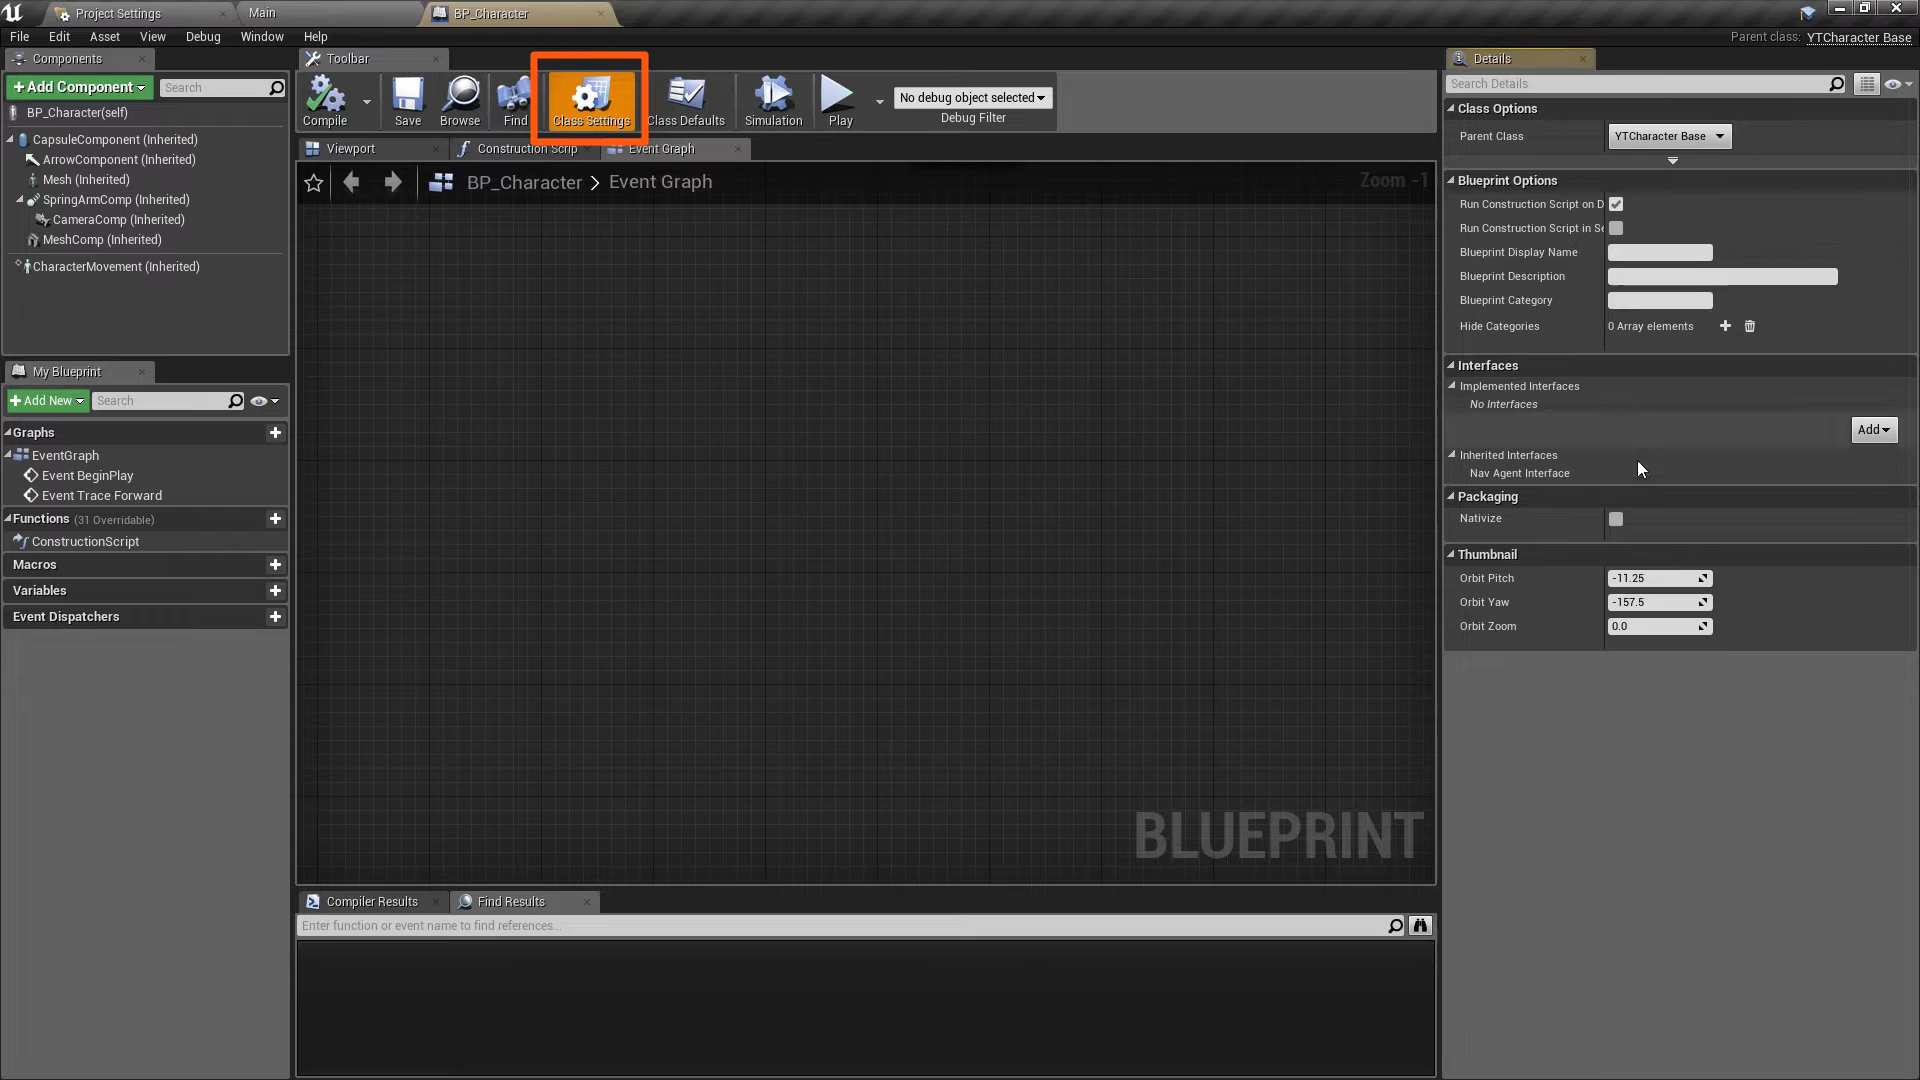 Project Settings
Main
BP_Character
File Edit Asset View Debug Window Help
Parent class: YTCharacter Base
Components
Add Component
Search
BP_Character(self)
CapsuleComponent (Inherited)
ArrowComponent (Inherited)
Mesh (Inherited)
SpringArmComp (Inherited)
CameraComp (Inherited)
MeshComp (Inherited)
CharacterMovement (Inherited)
My Blueprint
Add New
Search
Graphs
EventGraph
Event BeginPlay
Event Trace Forward
Functions (31 Overridable)
ConstructionScript
Macros
Variables
Event Dispatchers
Toolbar
Compile
Save
Browse
Find
Class Settings
Class Defaults
Simulation
Play
No debug object selected
Debug Filter
Viewport
Construction Scrip
Event Graph
BP_Character > Event Graph
Zoom -1
BLUEPRINT
Compiler Results
Find Results
Enter function or event name to find references...
Details
Search Details
Class Options
Parent Class YTCharacter Base
Blueprint Options
Run Construction Script on D
Run Construction Script in Se
Blueprint Display Name
Blueprint Description
Blueprint Category
Hide Categories 0 Array elements
Interfaces
Implemented Interfaces
No Interfaces
Add
Inherited Interfaces
Nav Agent Interface
Packaging
Nativize
Thumbnail
Orbit Pitch -11.25
Orbit Yaw -157.5
Orbit Zoom 0.0